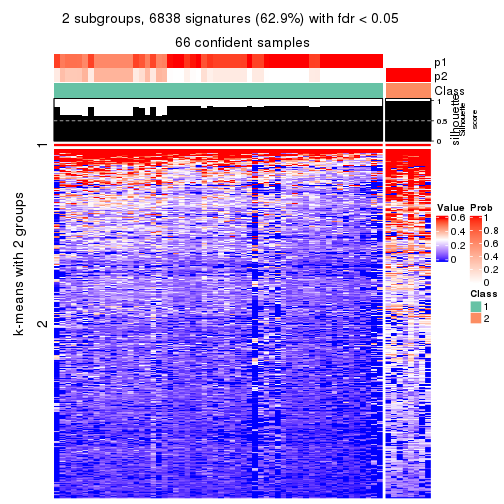 2 subgroups, 6838 signatures (62.9%) with fdr < 0.05
66 confident samples
p1
p2
Class
1
0.5
0
silhouette
Silhouette
score
k-means with 2 groups
1
2
Value
0.6
0.4
0.2
0
Prob
1
0.8
0.6
0.4
0.2
0
Class
1
2